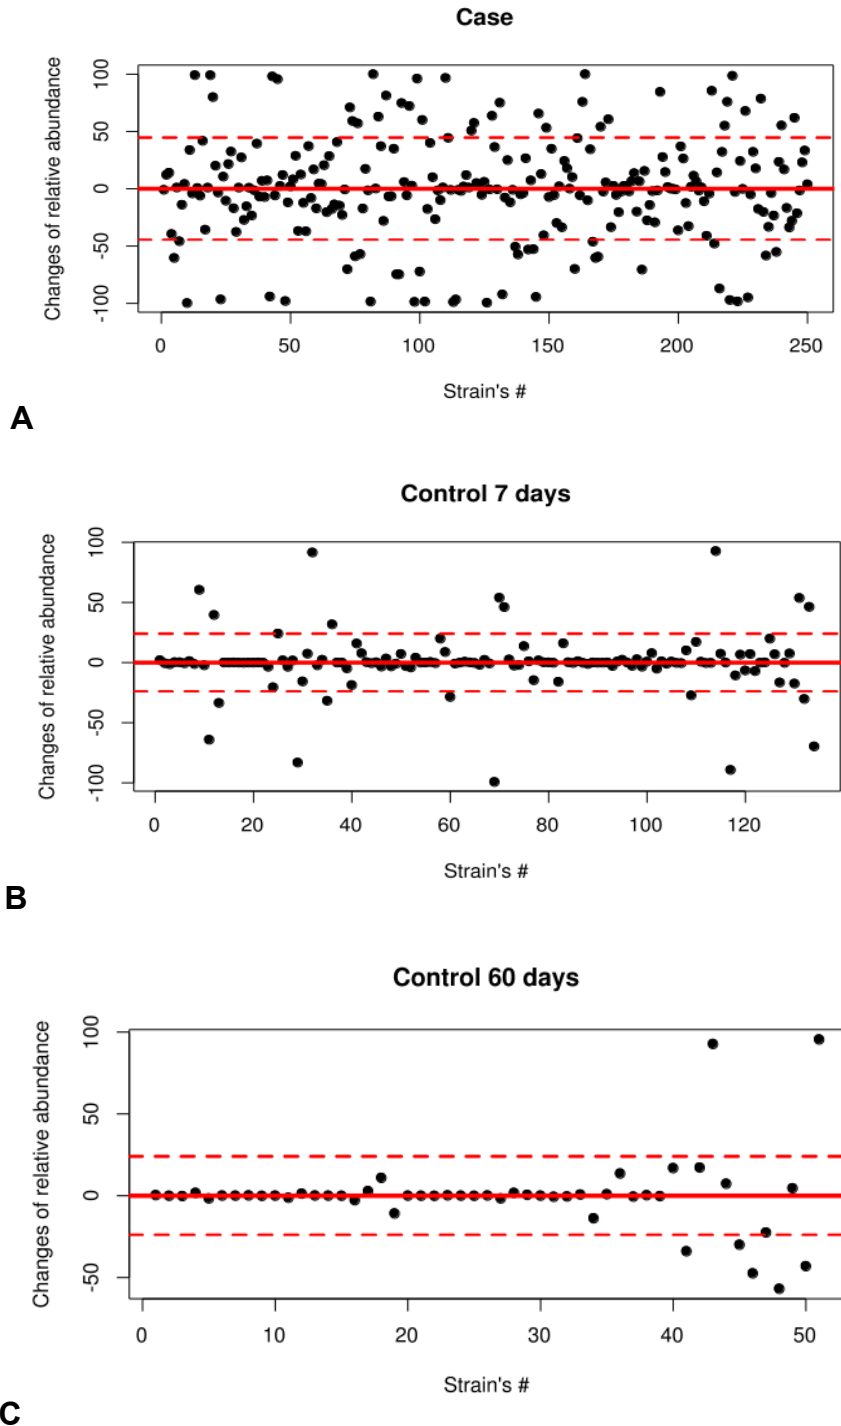 Case
Changes of relative abundance
100
50
0
-50
-100
0 50 100 150 200 250
Strain's #
A
Control 7 days
Changes of relative abundance
100
50
0
-50
-100
0 20 40 60 80 100 120
Strain's #
B
Control 60 days
Changes of relative abundance
100
50
0
-50
0 10 20 30 40 50
Strain's #
C